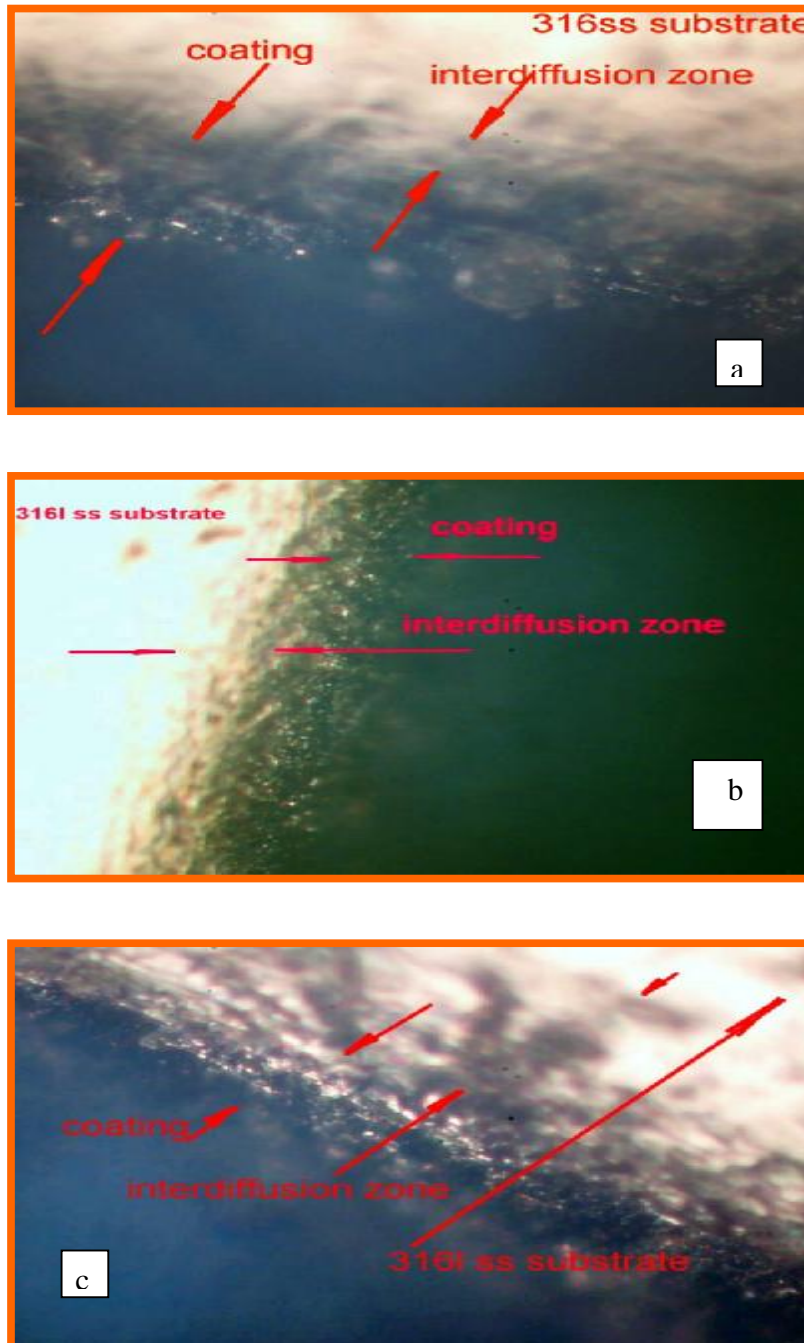 316ss substrate
coating
interdiffusion zone
a
316l ss substrate
coating
interdiffusion zone
b
coating
interdiffusion zone
316l ss substrate
c